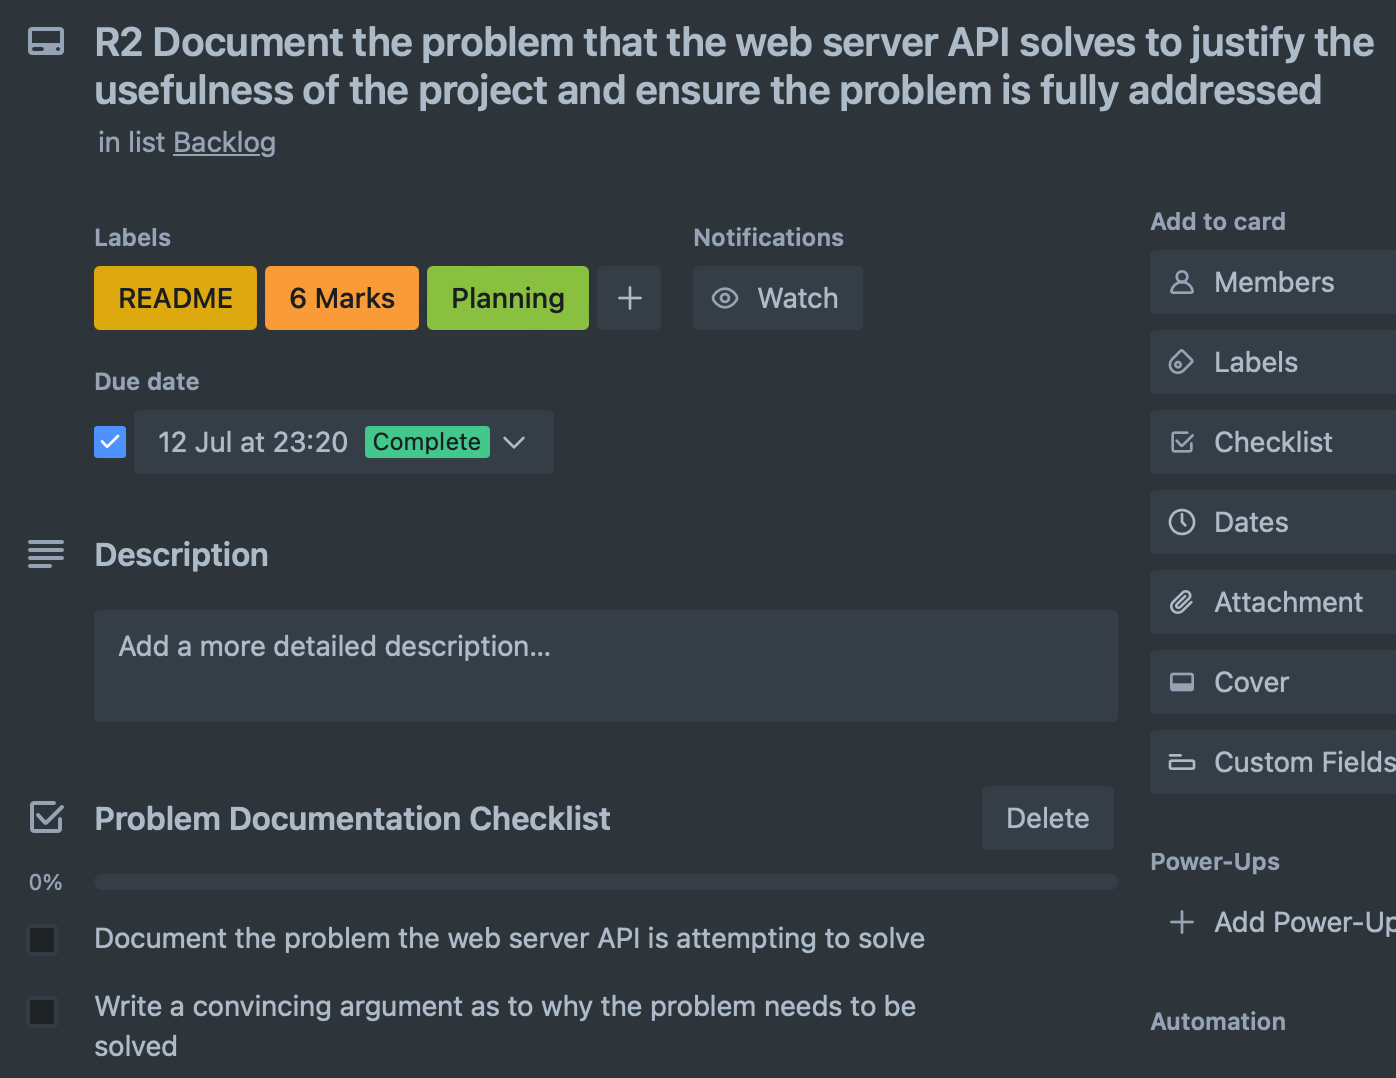 R2 Document the problem that the web server API solves to justify the
usefulness of the project and ensure the problem is fully addressed
in list Backlog
Labels
README
6 Marks
Planning
Notifications
Watch
Due date
12 Jul at 23:20
Complete
Description
Add a more detailed description...
Problem Documentation Checklist
Delete
0%
Document the problem the web server API is attempting to solve
Write a convincing argument as to why the problem needs to be
solved
Add to card
Members
Labels
Checklist
Dates
Attachment
Cover
Custom Fields
Power-Ups
Add Power-Up
Automation